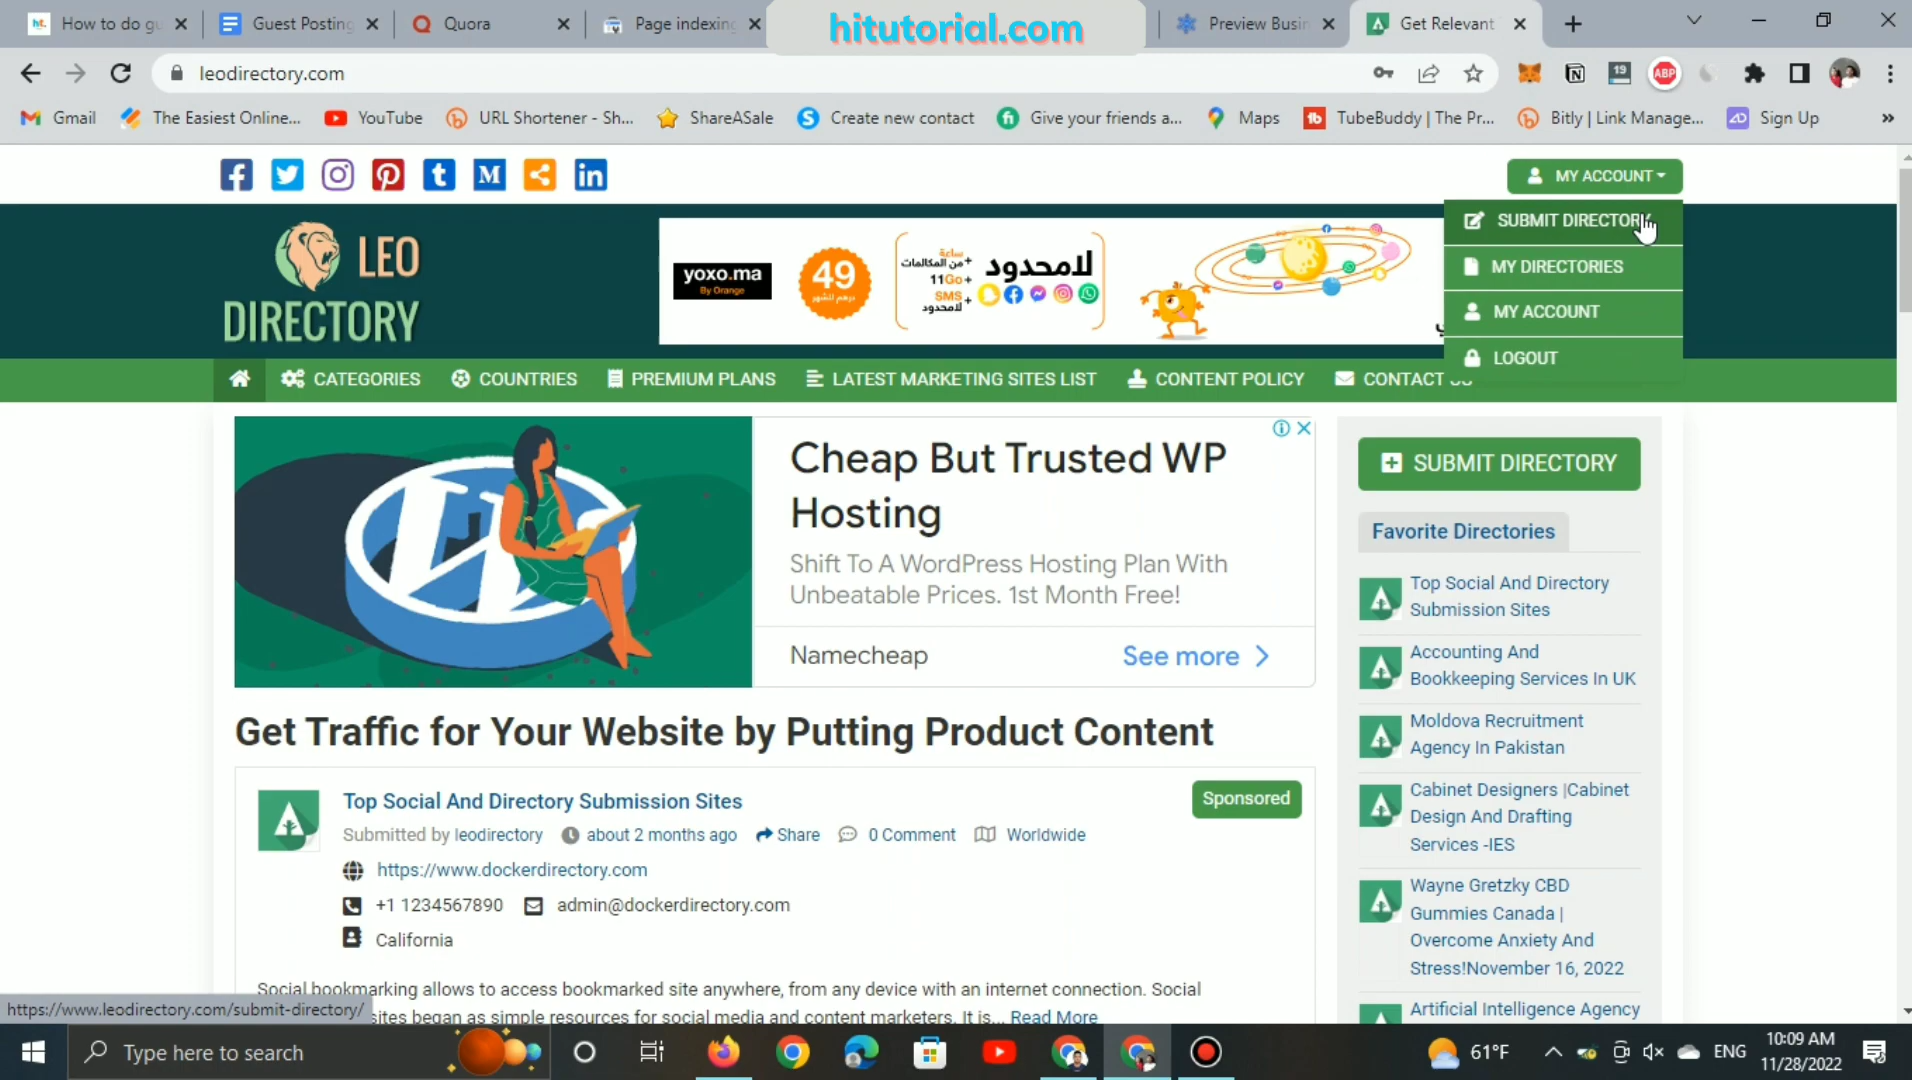 How to do gu
Guest Posting
Quora
Page indexing
hitutorial.com
Preview Busin
Get Relevant
leodirectory.com
19
ABP
Gmail
The Easiest Online...
YouTube
URL Shortener - Sh...
ShareASale
Create new contact
Give your friends a...
Maps
TubeBuddy | The Pr...
Bitly | Link Manage...
Sign Up
»
MY ACCOUNT
SUBMIT DIRECTORY
MY DIRECTORIES
MY ACCOUNT
LOGOUT
LEO
DIRECTORY
yoxo.ma
By Orange
49
درهم للشهر
ساعة
+من المكالمات
11Go+
SMS+
لامحدود
لامحدود
CATEGORIES
COUNTRIES
PREMIUM PLANS
LATEST MARKETING SITES LIST
CONTENT POLICY
CONTACT US
Cheap But Trusted WP
Hosting
Shift To A WordPress Hosting Plan With
Unbeatable Prices. 1st Month Free!
Namecheap
See more
SUBMIT DIRECTORY
Favorite Directories
Top Social And Directory
Submission Sites
Accounting And
Bookkeeping Services In UK
Moldova Recruitment
Agency In Pakistan
Cabinet Designers |Cabinet
Design And Drafting
Services -IES
Wayne Gretzky CBD
Gummies Canada |
Overcome Anxiety And
Stress!November 16, 2022
Artificial Intelligence Agency
Get Traffic for Your Website by Putting Product Content
Top Social And Directory Submission Sites
Sponsored
Submitted by leodirectory about 2 months ago Share 0 Comment Worldwide
https://www.dockerdirectory.com
+1 1234567890 admin@dockerdirectory.com
California
Social bookmarking allows to access bookmarked site anywhere, from any device with an internet connection. Social
sites began as simple resources for social media and content marketers. It is... Read More
https://www.leodirectory.com/submit-directory/
Type here to search
61°F
ENG
10:09 AM
11/28/2022